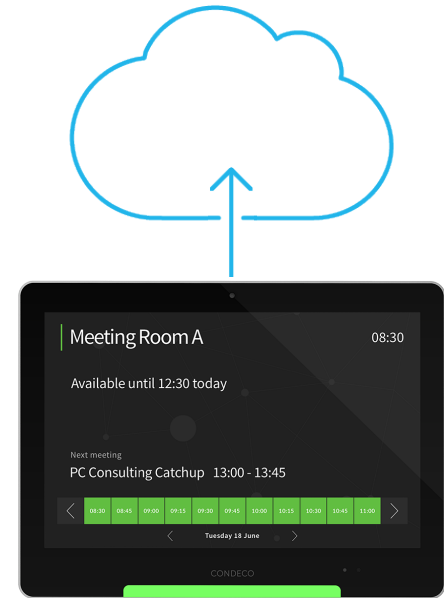 Meeting Room A 08:30
Available until 12:30 today
Next meeting
PC Consulting Catchup 13:00 - 13:45
08:30 08:45 09:00 09:15 09:30 09:45 10:00 10:15 10:30 10:45 11:00
Tuesday 18 June
CONDECO